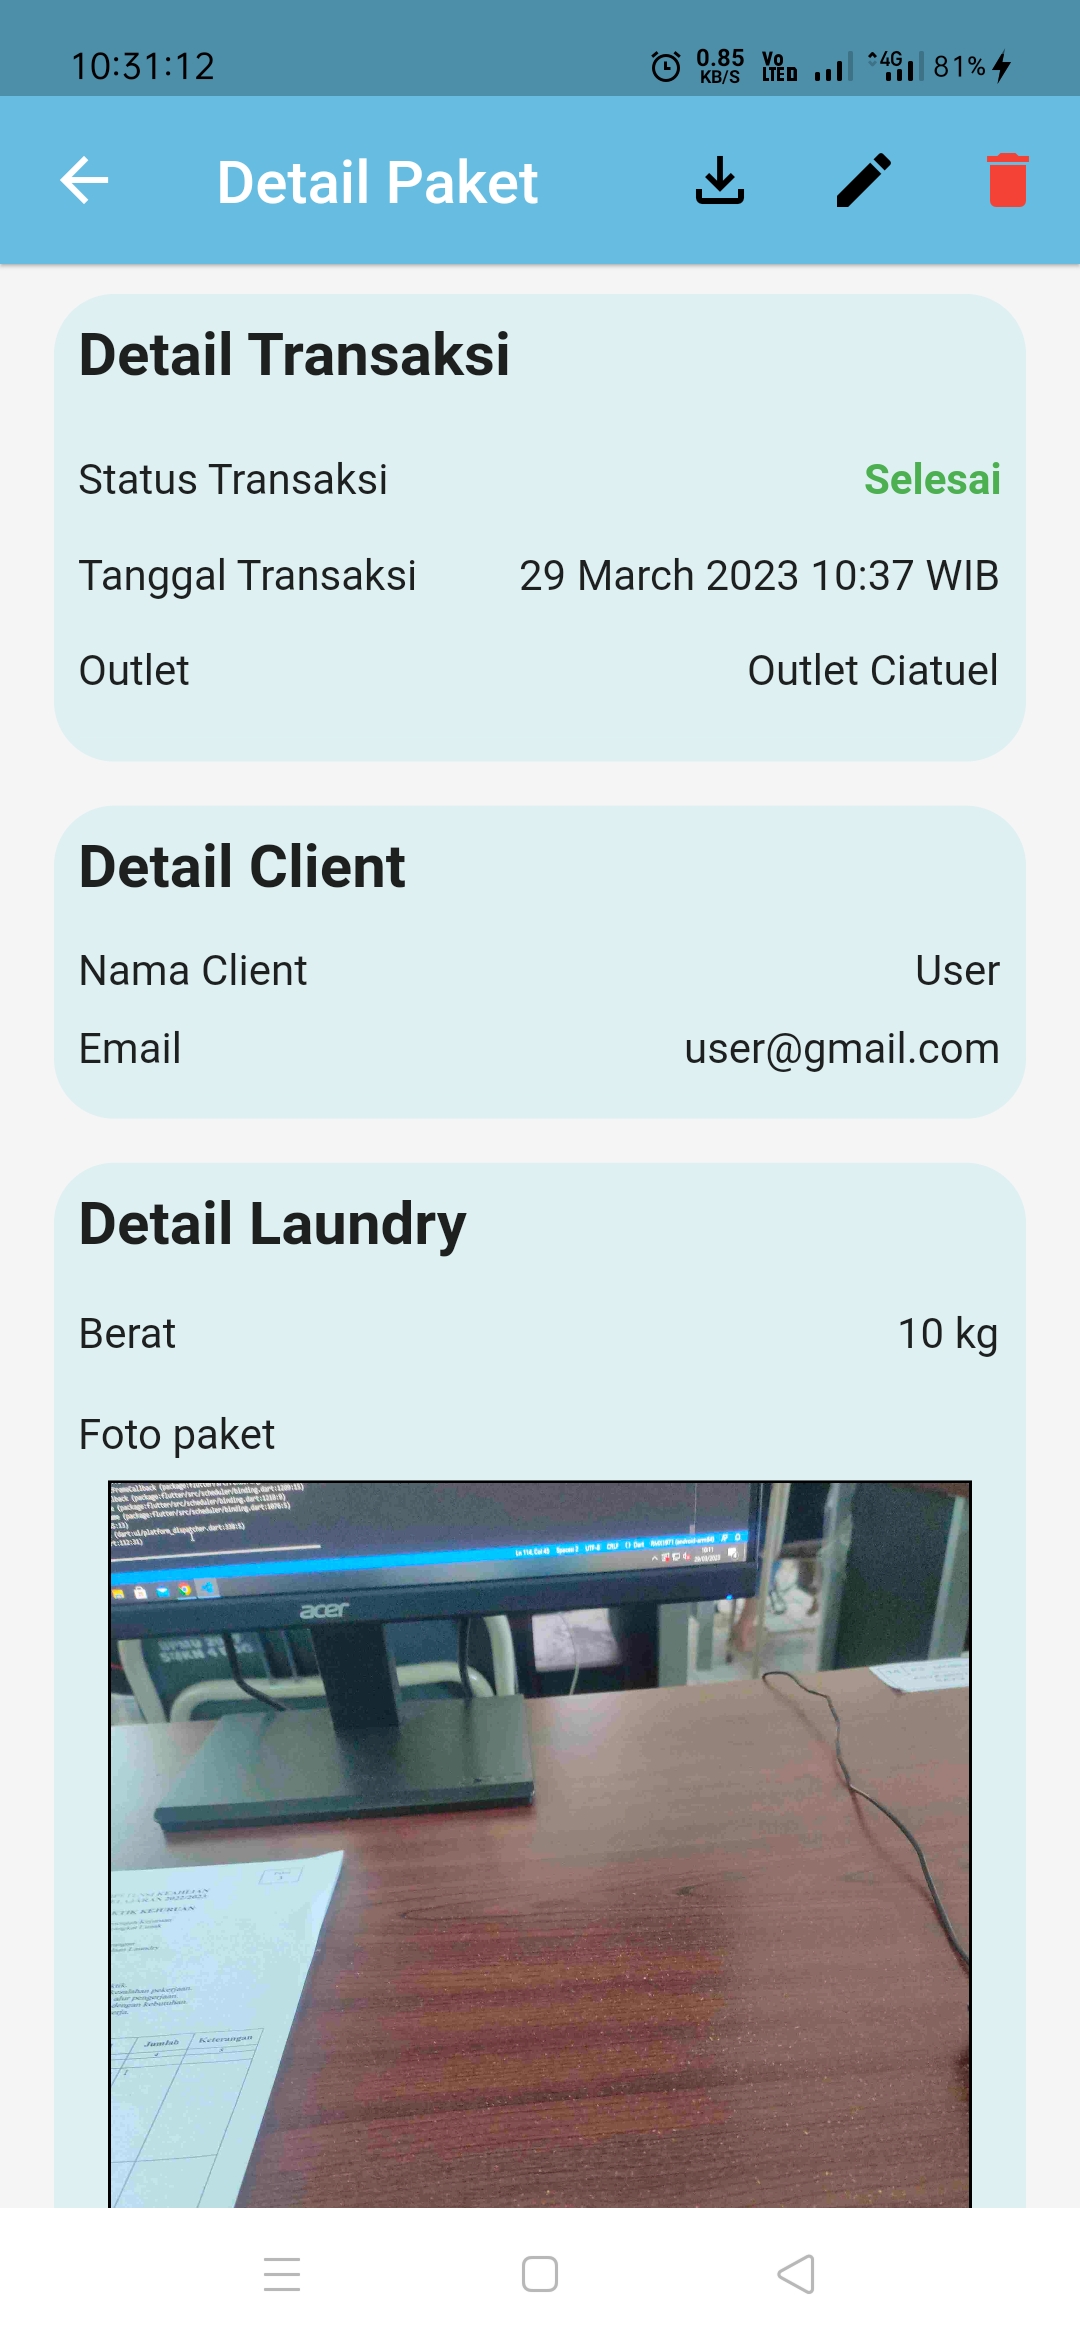 10:31:12
0.85 KB/S
Vo LTE
4G
81%
Detail Paket
Detail Transaksi
Status Transaksi Selesai
Tanggal Transaksi 29 March 2023 10:37 WIB
Outlet Outlet Ciatuel
Detail Client
Nama Client User
Email user@gmail.com
Detail Laundry
Berat 10 kg
Foto paket
acer
Jumlah Keterangan